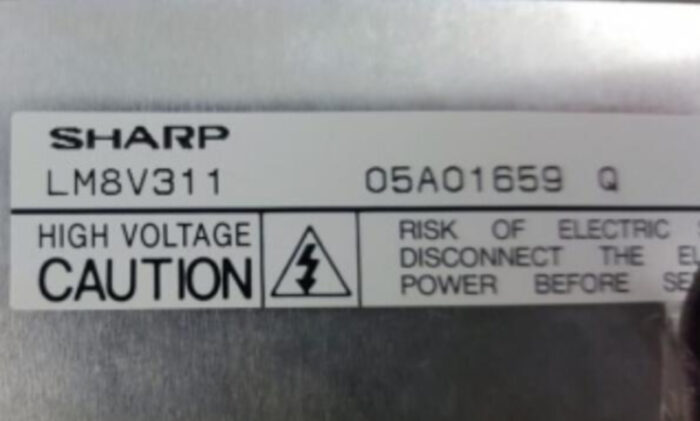 SHARP
LM8V311 05A01659 Q
HIGH VOLTAGE
CAUTION
RISK OF ELECTRIC
DISCONNECT THE
POWER BEFORE